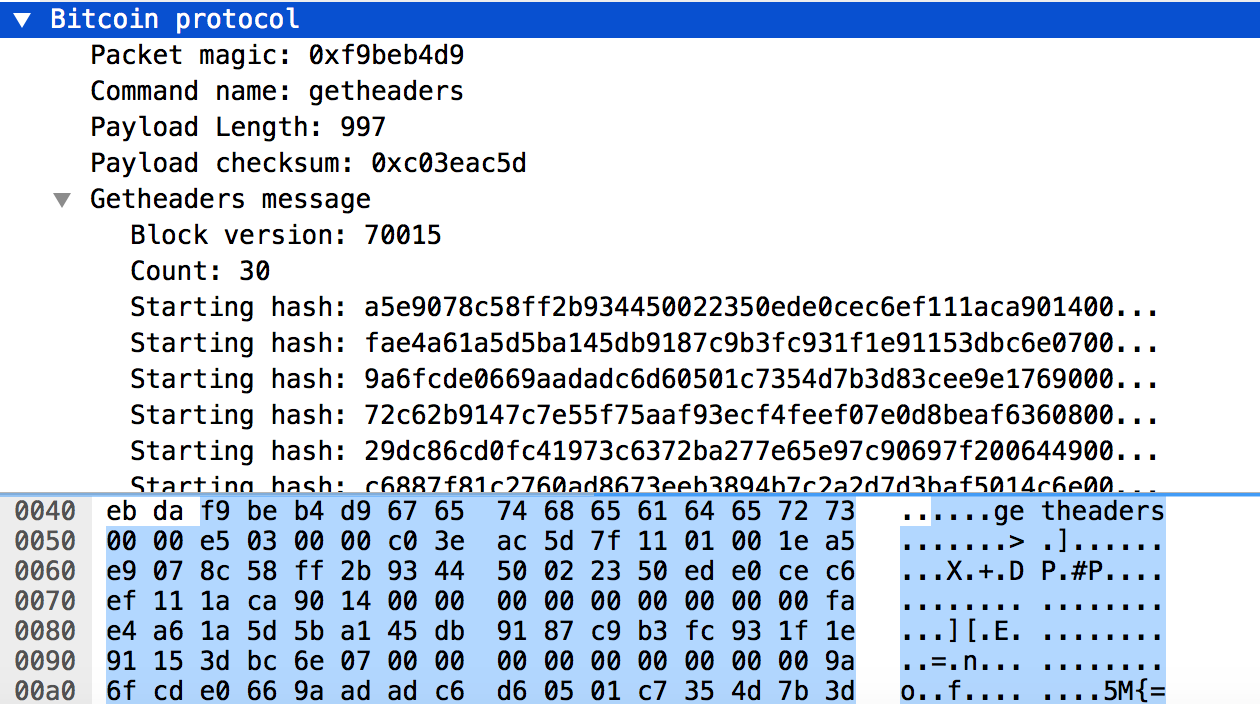 Bitcoin protocol
Packet magic: 0xf9beb4d9
Command name: getheaders
Payload Length: 997
Payload checksum: 0xc03eac5d
Getheaders message
Block version: 70015
Count: 30
Starting hash: a5e9078c58ff2b934450022350ede0cec6ef111aca901400...
Starting hash: fae4a61a5d5ba145db9187c9b3fc931f1e91153dbc6e0700...
Starting hash: 9a6fcde0669aadadc6d60501c7354d7b3d83cee9e1769000...
Starting hash: 72c62b9147c7e55f75aaf93ecf4feef07e0d8beaf6360800...
Starting hash: 29dc86cd0fc41973c6372ba277e65e97c90697f200644900...
Starting hash: c6887f81c2760ad8673eeb3894b7c2a2d7d3baf5014c6e00...
0040 eb da f9 be b4 d9 67 65 74 68 65 61 64 65 72 73 ......ge theaders
0050 00 00 e5 03 00 00 c0 3e ac 5d 7f 11 01 00 1e a5 .......> .]......
0060 e9 07 8c 58 ff 2b 93 44 50 02 23 50 ed e0 ce c6 ...X.+.D P.#P....
0070 ef 11 1a ca 90 14 00 00 00 00 00 00 00 00 00 fa ........ ........
0080 e4 a6 1a 5d 5b a1 45 db 91 87 c9 b3 fc 93 1f 1e ...][.E. ........
0090 91 15 3d bc 6e 07 00 00 00 00 00 00 00 00 00 9a ..=.n... ........
00a0 6f cd e0 66 9a ad ad c6 d6 05 01 c7 35 4d 7b 3d o..f.... ....5M{=